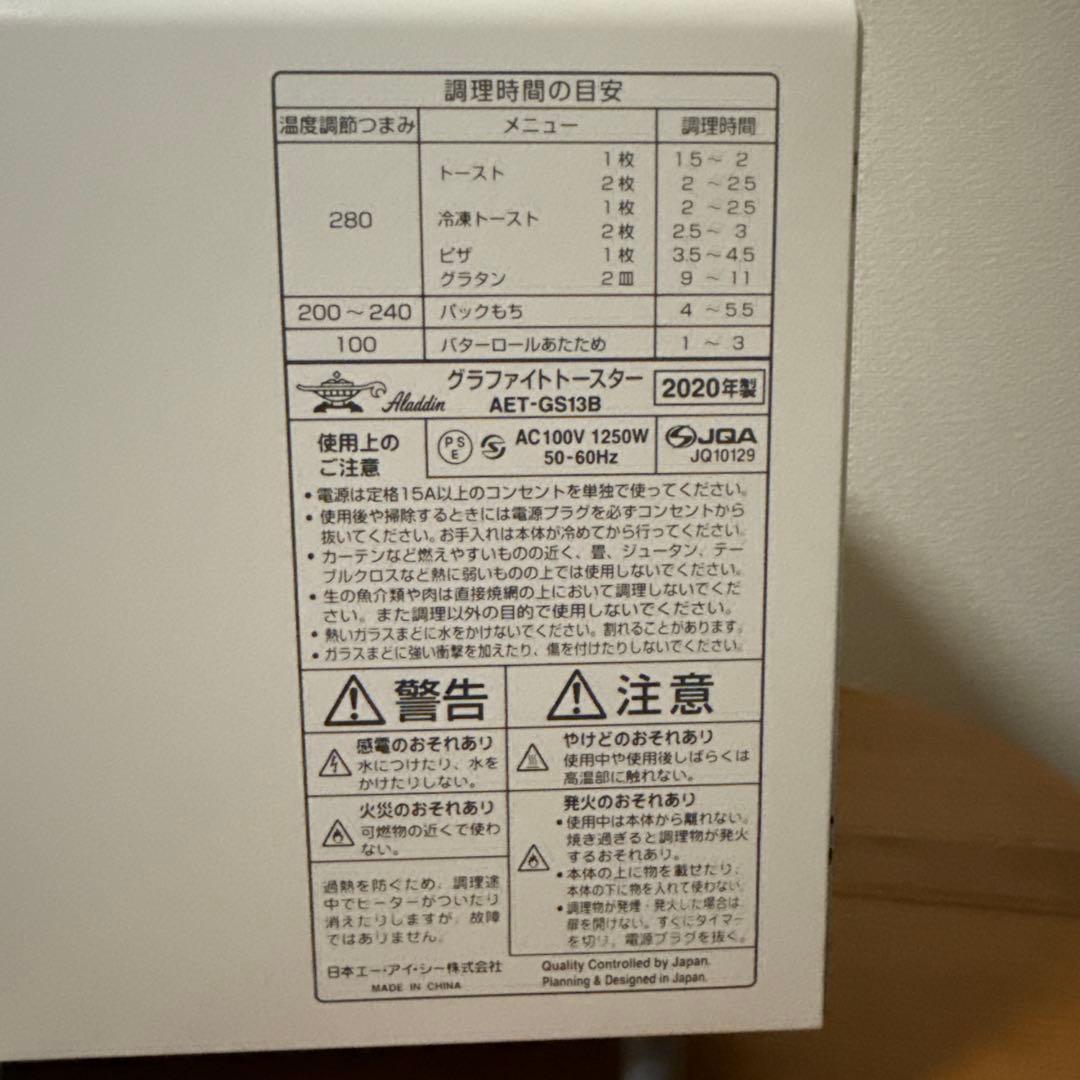 調理時間の目安
温度調節つまみ メニュー 調理時間
280 トースト 1枚 1.5～2
2枚 2～2.5
冷凍トースト 1枚 2～2.5
2枚 2.5～3
ピザ 1枚 3.5～4.5
グラタン 2皿 9～11
200～240 パックもち 4～5.5
100 バターロールあたため 1～3
Aladdin グラファイトトースター 2020年製
AET-GS13B
使用上の
ご注意
PSE AC100V 1250W
50-60Hz
JQA
JQ10129
・電源は定格15A以上のコンセントを単独で使ってください。
・使用後や掃除するときには電源プラグを必ずコンセントから
抜いてください。お手入れは本体が冷めてから行ってください。
・カーテンなど燃えやすいものの近く、畳、ジュータン、テー
ブルクロスなど熱に弱いものの上では使用しないでください。
・生の魚介類や肉は直接焼網の上において調理しないでくだ
さい。また調理以外の目的で使用しないでください。
・熱いガラスまどに水をかけないでください。割れることがあります。
・ガラスまどに強い衝撃を加えたり、傷を付けたりしないでください。
警告
感電のおそれあり
水につけたり、水を
かけたりしない。
火災のおそれあり
可燃物の近くで使わ
ない。
過熱を防ぐため、調理途
中でヒーターがついたり
消えたりしますが、故障
ではありません。
注意
やけどのおそれあり
使用中や使用後しばらくは
高温部に触れない。
発火のおそれあり
・使用中は本体から離れない。
焼き過ぎると調理物が発火
するおそれあり。
・本体の上に物を載せたり、
本体の下に物を入れて使わない。
・調理物が発煙・発火した場合は
扉を開けない。すぐにタイマー
を切り、電源プラグを抜く。
日本エー・アイ・シー株式会社
MADE IN CHINA
Quality Controlled by Japan.
Planning & Designed in Japan.